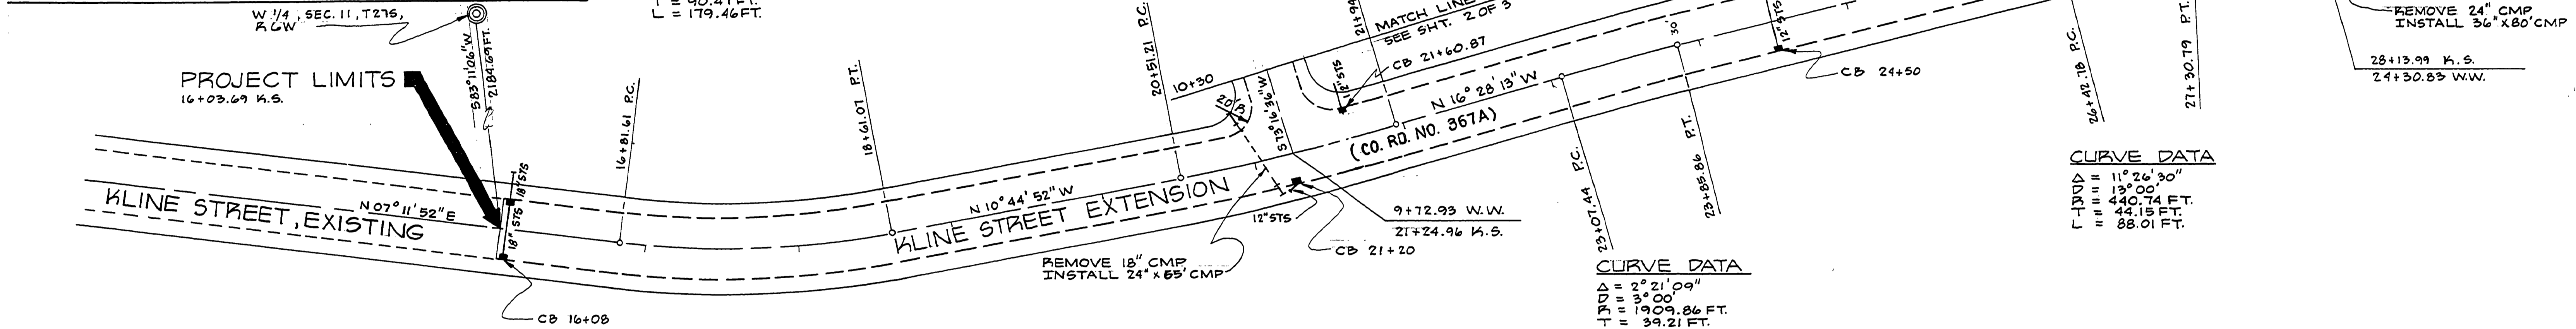 W 1/4, SEC. 11, T27S,
R6W
S83°11'06"W
2184.69 FT.
L = 179.46 FT.
PROJECT LIMITS
16+03.69 K.S.
16+81.61 P.C.
18+61.07 P.T.
20+51.21 P.C.
10+30
20' R
S73°16'36"W
12" STS
MATCH LINE
SEE SHT. 2 OF 3
CB 21+60.87
N 16° 28' 13" W
(CO. RD. NO. 367A)
30
12" STS
CB 24+50
26+42.78 P.C.
27+30.79 P.T.
REMOVE 24" CMP
INSTALL 36" X 80' CMP
28+13.99 K.S.
24+30.83 W.W.
KLINE STREET, EXISTING
N 07° 11' 52" E
18" STS
18" STS
CB 16+08
N 10° 44' 52" W
KLINE STREET EXTENSION
REMOVE 18" CMP
INSTALL 24" X 65' CMP
12" STS
CB 21+20
9+72.93 W.W.
21+24.96 K.S.
23+07.44 P.C.
23+85.86 P.T.
CURVE DATA
Δ = 2° 21' 09"
D = 3° 00'
R = 1909.86 FT.
T = 39.21 FT.
CURVE DATA
Δ = 11° 26' 30"
D = 13° 00'
R = 440.74 FT.
T = 44.15 FT.
L = 88.01 FT.